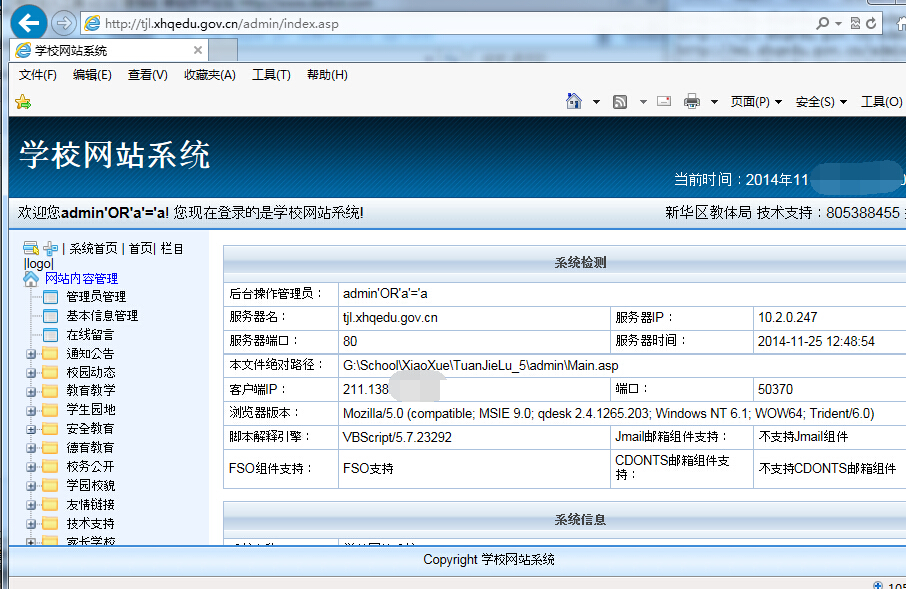 http://tjl.xhqedu.gov.cn/admin/index.asp
学校网站系统
文件(F) 编辑(E) 查看(V) 收藏夹(A) 工具(T) 帮助(H)
页面(P) 安全(S) 工具(O)
学校网站系统
当前时间：2014年11
欢迎您admin'OR'a'='a! 您现在登录的是学校网站系统!
新华区教体局 技术支持：805388455
| 系统首页 | 首页| 栏目
|logo|
网站内容管理
管理员管理
基本信息管理
在线留言
通知公告
校园动态
教育教学
学生园地
安全教育
德育教育
校务公开
学园校貌
友情链接
技术支持
家长学校
系统检测
后台操作管理员： admin'OR'a'='a
服务器名： tjl.xhqedu.gov.cn 服务器IP： 10.2.0.247
服务器端口： 80 服务器时间： 2014-11-25 12:48:54
本文件绝对路径： G:\School\XiaoXue\TuanJieLu_5\admin\Main.asp
客户端IP： 211.138 端口： 50370
浏览器版本： Mozilla/5.0 (compatible; MSIE 9.0; qdesk 2.4.1265.203; Windows NT 6.1; WOW64; Trident/6.0)
脚本解释引擎： VBScript/5.7.23292 Jmail邮箱组件支持： 不支持Jmail组件
FSO组件支持： FSO支持 CDONTS邮箱组件支
持： 不支持CDONTS邮箱组件
系统信息
Copyright 学校网站系统
105